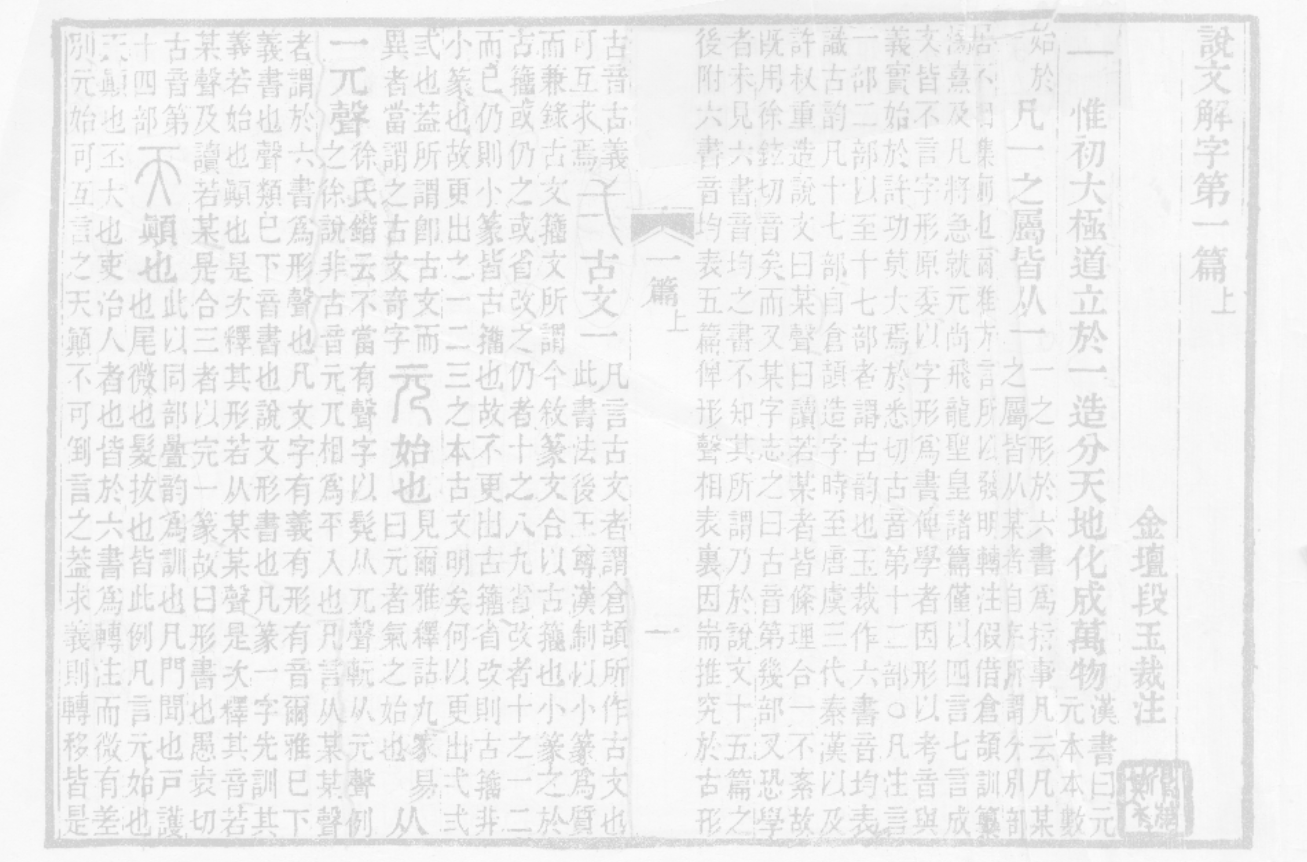 說文解字第一篇上
金壇段玉裁注
一 惟初大極道立於一造分天地化成萬物 漢書曰元元本本數
始於一 凡一之屬皆从一 一之形於六書爲指事凡云凡某之屬皆从某者自序所謂分別部
居不相襍廁也爾雅方言所以發明轉注假借倉頡訓纂
滂熹及凡將急就元尚飛龍聖皇諸篇僅以四言七言成
文皆不言字形原委以字形爲書俾學者因形以考音與
義實始於許功莫大焉於悉切古音第十二部○凡注言
一部二部以至十七部者謂古韵也玉裁作六書音均表
識古韵凡十七部自倉頡造字時至唐虞三代秦漢以及
許叔重造說文曰某聲曰讀若某者皆條理合一不紊故
既用徐鉉切音矣而又某字志之曰古音第幾部又恐學
者未見六書音均之書不知其所謂乃於說文十五篇之
後附六書音均表五篇俾形聲相表裏因耑推究於古形
一篇上 一
古音古義可互求焉 弌 古文一 凡言古文者謂倉頡所作古文也
此書法後王尊漢制以小篆爲質
而兼錄古文籒文所謂今敘篆文合以古籒也小篆之於
古籒或仍之或省改之仍者十之八九省改者十之一二
而已仍則小篆皆古籒也故不更出古籒省改則古籒非
小篆也故更出之一二三之本古文明矣何以更出弌弍
弎也葢所謂卽古文而異者當謂之古文奇字 元 始也 見爾雅釋詁九家易曰元者氣之始也 从
一兀聲 徐氏鍇云不當有聲字以髡从兀聲軏从元聲例
之徐說非古音元兀相爲平入也凡言从某某聲
者謂於六書爲形聲也凡文字有義有形有音爾雅巳下
義書也聲類巳下音書也說文形書也凡篆一字先訓其
義若始也顚也是次釋其形若从某某聲是次釋其音若
某聲及讀若某是合三者以完一篆故曰形書也愚袁切
古音第十四部 天 顚也 此以同部疊韵爲訓也凡門聞也戸護
也尾微也髮拔也皆此例凡言元始也
天顚也丕大也吏治人者也皆於六書爲轉注而微有差
別元始可互言之天顚不可倒言之葢求義則轉移皆是